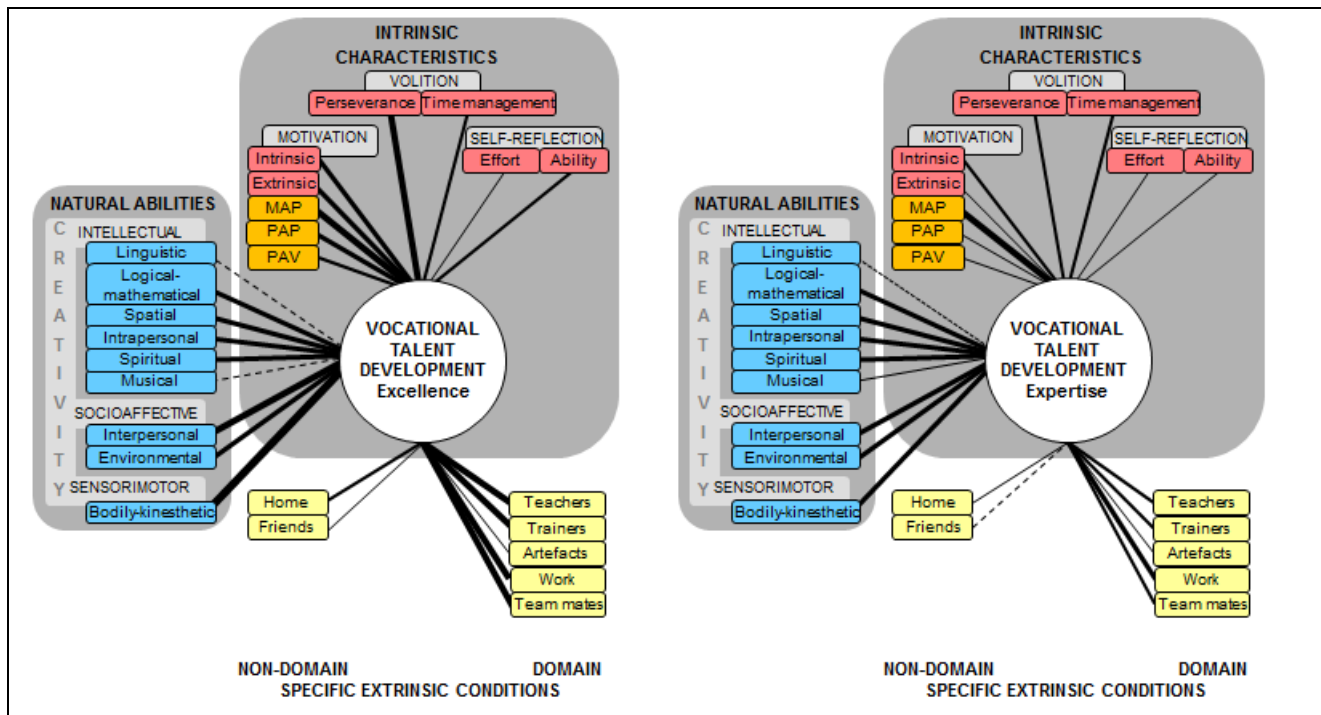 INTRINSIC
CHARACTERISTICS
VOLITION
Perseverance
Time management
MOTIVATION
SELF-REFLECTION
Intrinsic
Effort
Ability
Extrinsic
MAP
PAP
PAV
NATURAL ABILITIES
CREATIVITY
INTELLECTUAL
Linguistic
Logical-
mathematical
Spatial
Intrapersonal
Spiritual
Musical
SOCIOAFFECTIVE
Interpersonal
Environmental
SENSORIMOTOR
Bodily-kinesthetic
VOCATIONAL
TALENT
DEVELOPMENT
Excellence
Home
Friends
Teachers
Trainers
Artefacts
Work
Team mates
NON-DOMAIN
DOMAIN
SPECIFIC EXTRINSIC CONDITIONS
INTRINSIC
CHARACTERISTICS
VOLITION
Perseverance
Time management
MOTIVATION
SELF-REFLECTION
Intrinsic
Effort
Ability
Extrinsic
MAP
PAP
PAV
NATURAL ABILITIES
CREATIVITY
INTELLECTUAL
Linguistic
Logical-
mathematical
Spatial
Intrapersonal
Spiritual
Musical
SOCIOAFFECTIVE
Interpersonal
Environmental
SENSORIMOTOR
Bodily-kinesthetic
VOCATIONAL
TALENT
DEVELOPMENT
Expertise
Home
Friends
Teachers
Trainers
Artefacts
Work
Team mates
NON-DOMAIN
DOMAIN
SPECIFIC EXTRINSIC CONDITIONS